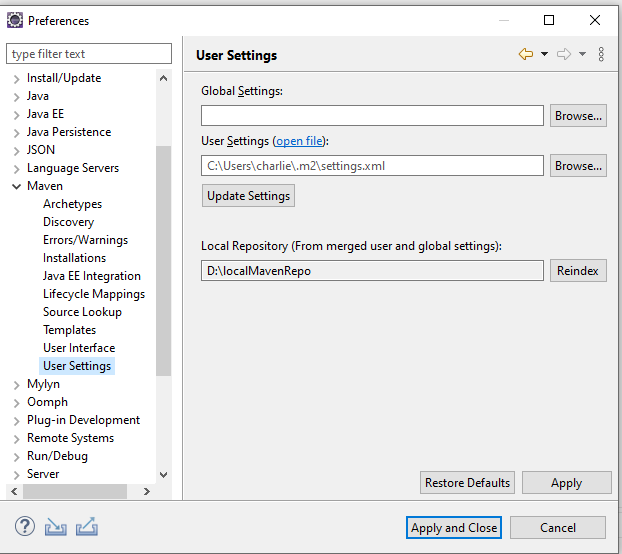 Preferences
type filter text
Install/Update
Java
Java EE
Java Persistence
JSON
Language Servers
Maven
Archetypes
Discovery
Errors/Warnings
Installations
Java EE Integration
Lifecycle Mappings
Source Lookup
Templates
User Interface
User Settings
Mylyn
Oomph
Plug-in Development
Remote Systems
Run/Debug
Server
User Settings
Global Settings:
Browse...
User Settings (open file):
C:\Users\charlie\.m2\settings.xml
Browse...
Update Settings
Local Repository (From merged user and global settings):
D:\localMavenRepo
Reindex
Restore Defaults
Apply
?
Apply and Close
Cancel